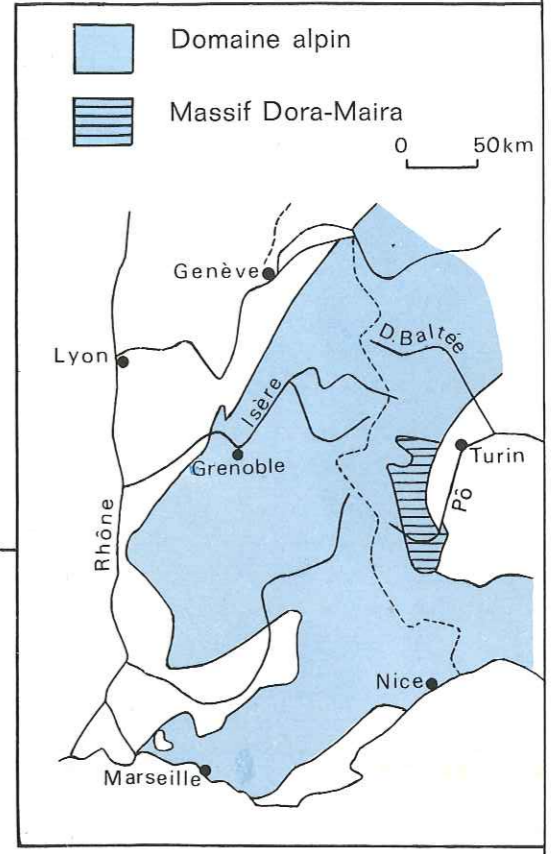 Domaine alpin
Massif Dora-Maira
0 50km
Genève
D.Baltée
Lyon
Isère
Turin
Grenoble
Pô
Rhône
Nice
Marseille